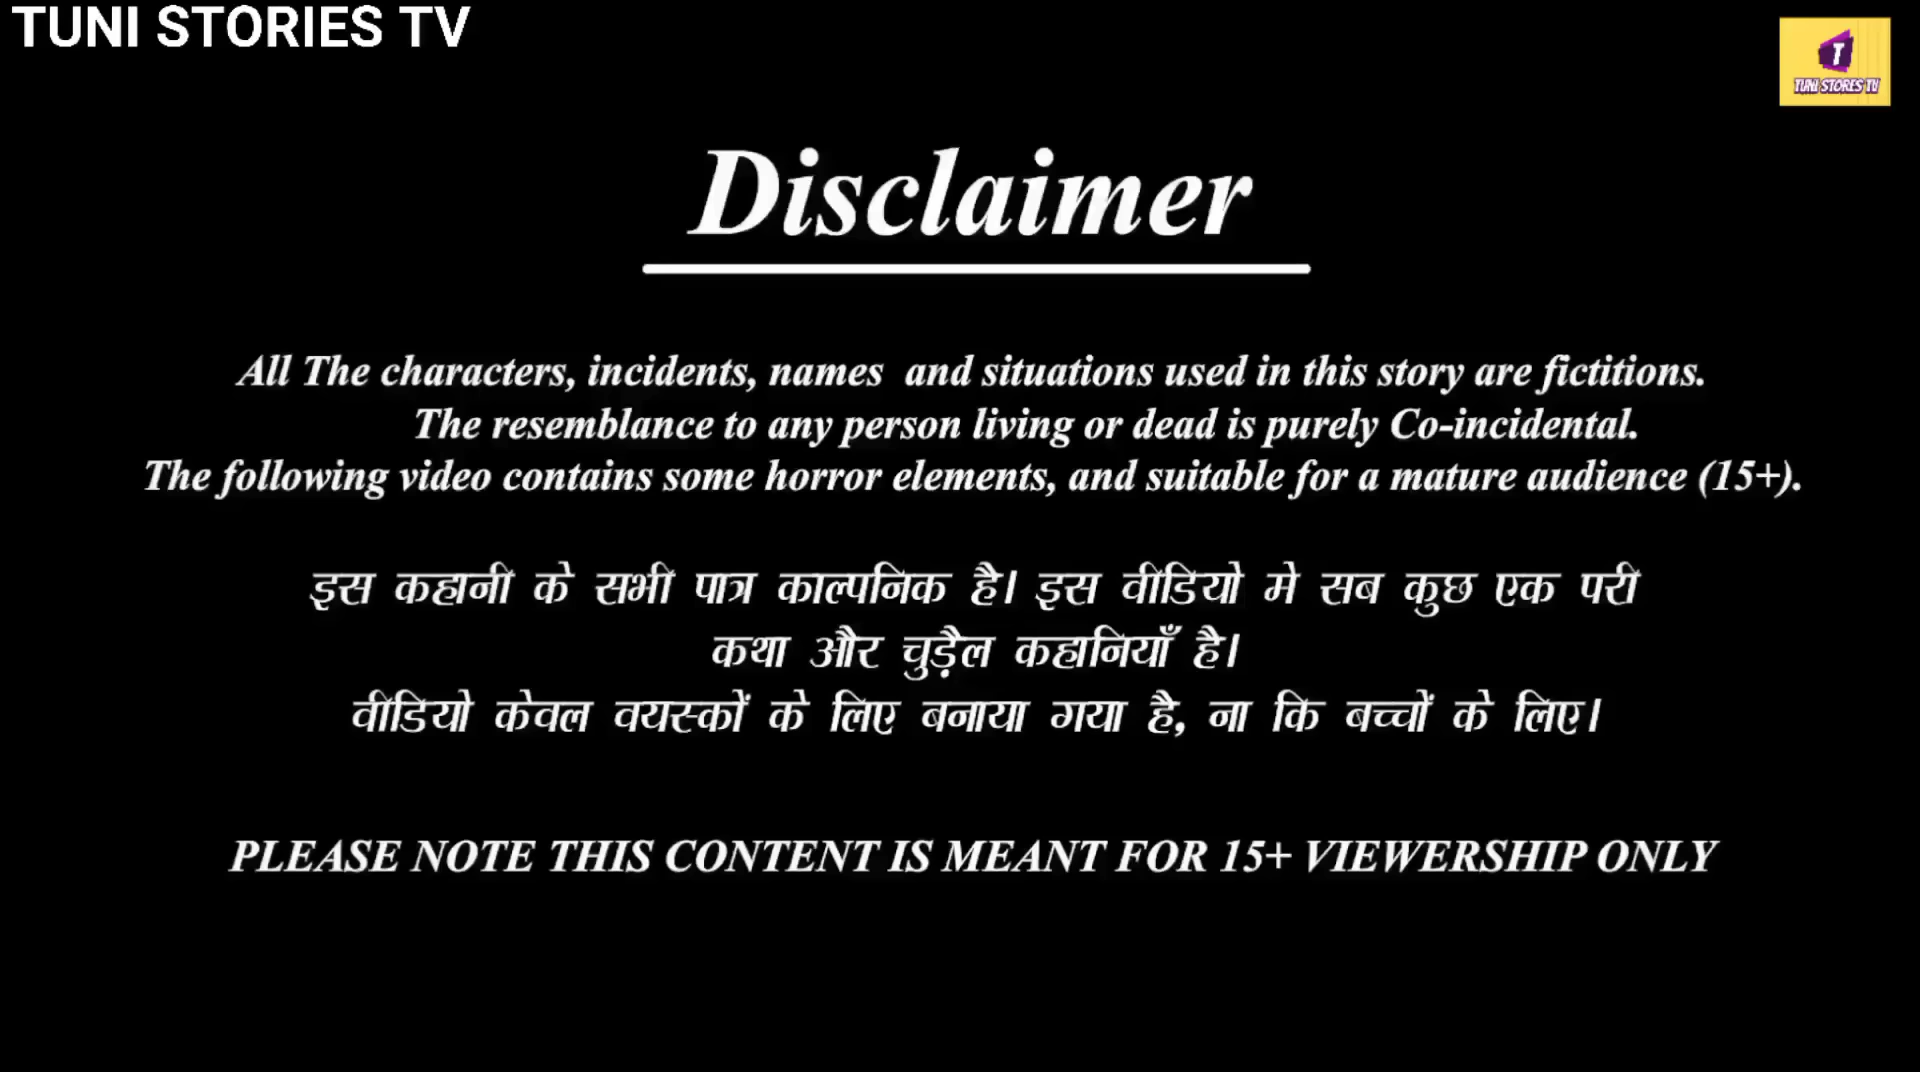 TUNI STORIES TV
T
TUNI STORES TV
Disclaimer
All The characters, incidents, names and situations used in this story are fictitions.
The resemblance to any person living or dead is purely Co-incidental.
The following video contains some horror elements, and suitable for a mature audience (15+).
इस कहानी के सभी पात्र काल्पनिक है। इस वीडियो मे सब कुछ एक परी
कथा और चुड़ैल कहानियाँ है।
वीडियो केवल वयस्कों के लिए बनाया गया है, ना कि बच्चों के लिए।
PLEASE NOTE THIS CONTENT IS MEANT FOR 15+ VIEWERSHIP ONLY